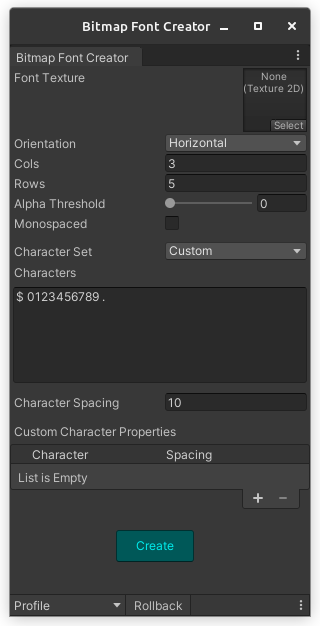 Bitmap Font Creator
Bitmap Font Creator
Font Texture
None
(Texture 2D)
Select
Orientation Horizontal
Cols 3
Rows 5
Alpha Threshold 0
Monospaced
Character Set Custom
Characters
$ 0123456789 .
Character Spacing 10
Custom Character Properties
Character Spacing
List is Empty
+ −
Create
Profile Rollback